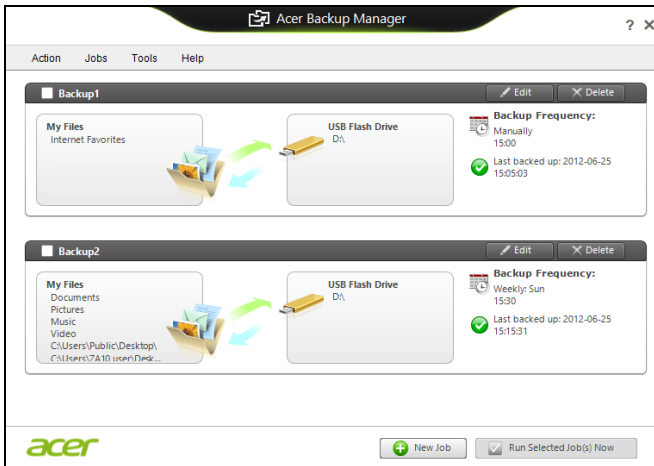 Acer Backup Manager
? X
Action Jobs Tools Help
Backup1
Edit Delete
My Files
Internet Favorites
USB Flash Drive
D:\
Backup Frequency:
Manually
15:00
Last backed up: 2012-06-25
15:05:03
Backup2
Edit Delete
My Files
Documents
Pictures
Music
Video
C:\Users\Public\Desktop\
C:\Users\ZA10 user\Desk...
USB Flash Drive
D:\
Backup Frequency:
Weekly: Sun
15:30
Last backed up: 2012-06-25
15:15:31
acer
New Job Run Selected Job(s) Now